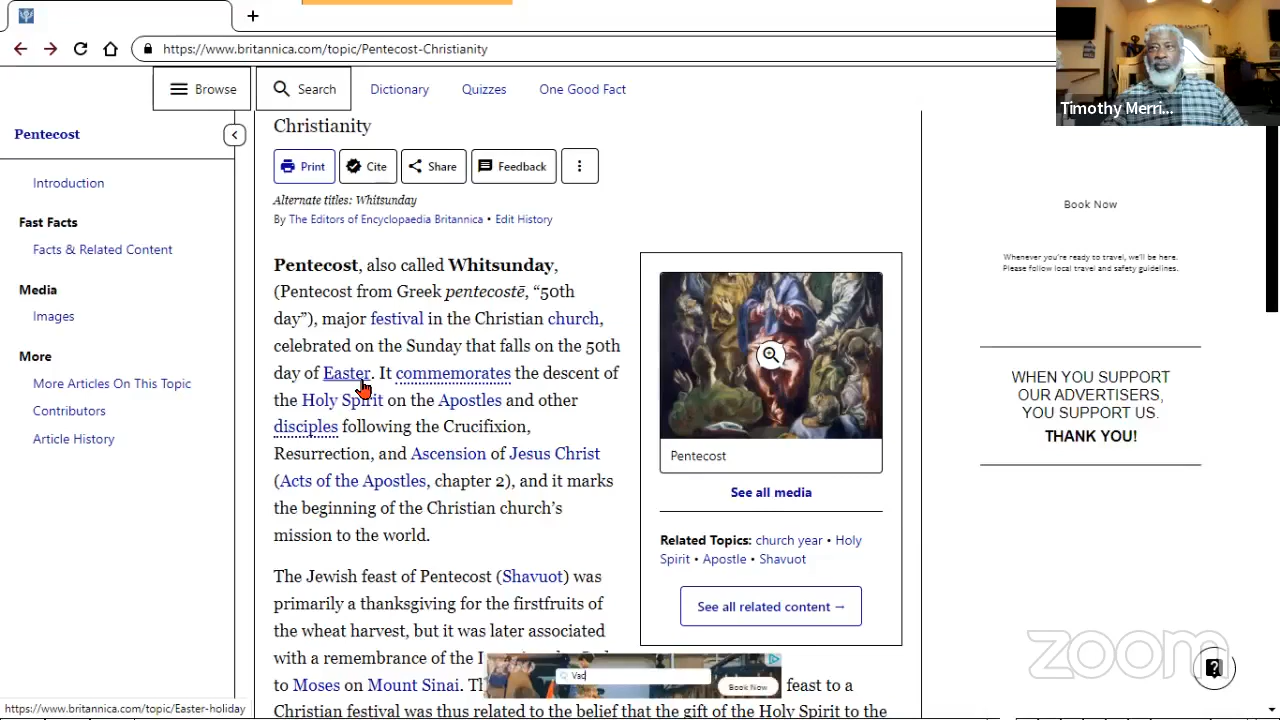 https://www.britannica.com/topic/Pentecost-Christianity
Browse
Search
Dictionary
Quizzes
One Good Fact
Timothy Merri...
Pentecost
Introduction
Fast Facts
Facts & Related Content
Media
Images
More
More Articles On This Topic
Contributors
Article History
Christianity
Print
Cite
Share
Feedback
Alternate titles: Whitsunday
By The Editors of Encyclopaedia Britannica • Edit History
Pentecost, also called Whitsunday,
(Pentecost from Greek pentecostē, “50th
day”), major festival in the Christian church,
celebrated on the Sunday that falls on the 50th
day of Easter. It commemorates the descent of
the Holy Spirit on the Apostles and other
disciples following the Crucifixion,
Resurrection, and Ascension of Jesus Christ
(Acts of the Apostles, chapter 2), and it marks
the beginning of the Christian church’s
mission to the world.
The Jewish feast of Pentecost (Shavuot) was
primarily a thanksgiving for the firstfruits of
the wheat harvest, but it was later associated
with a remembrance of the
to Moses on Mount Sinai. feast to a
Christian festival was thus related to the belief that the gift of the Holy Spirit to the
Pentecost
See all media
Related Topics: church year • Holy
Spirit • Apostle • Shavuot
See all related content →
Vac
Book Now
Book Now
Whenever you're ready to travel, we'll be here.
Please follow local travel and safety guidelines.
WHEN YOU SUPPORT
OUR ADVERTISERS,
YOU SUPPORT US.
THANK YOU!
zoom
https://www.britannica.com/topic/Easter-holiday